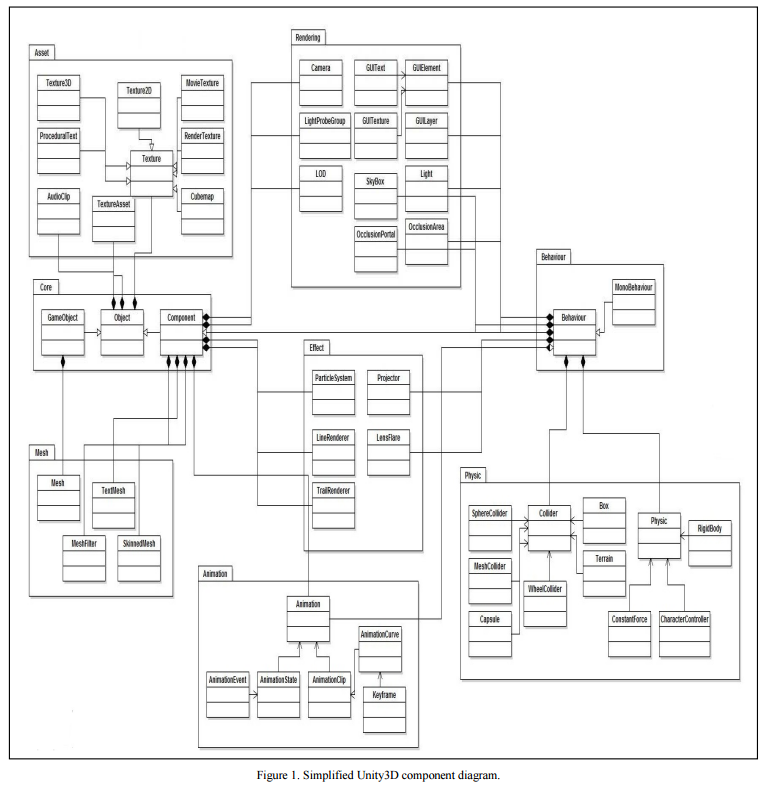 Rendering
Asset
Camera
GUIText
GUIElement
Texture3D
Texture2D
MovieTexture
LightProbeGroup
GUITexture
GUILayer
ProceduralText
RenderTexture
Texture
LOD
SkyBox
Light
AudioClip
TextureAsset
Cubemap
OcclusionPortal
OcclusionArea
Behaviour
Core
MonoBehaviour
GameObject
Object
Component
Behaviour
Effect
ParticleSystem
Projector
LineRenderer
LensFlare
Mesh
Mesh
TextMesh
TrailRenderer
MeshFilter
SkinnedMesh
Physic
SphereCollider
Collider
Box
Physic
RigidBody
MeshCollider
Terrain
WheelCollider
Capsule
ConstantForce
CharacterController
Animation
Animation
AnimationCurve
AnimationEvent
AnimationState
AnimationClip
Keyframe
Figure 1. Simplified Unity3D component diagram.